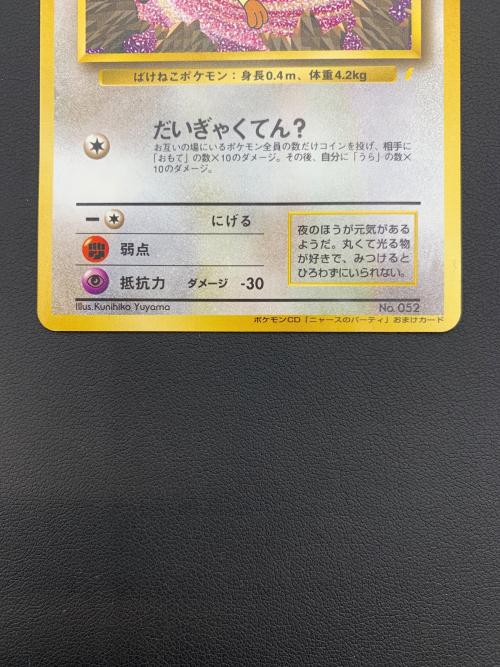 ばけねこポケモン：身長0.4m、体重4.2kg
だいぎゃくてん？
お互いの場にいるポケモン全員の数だけコインを投げ、相手に
「おもて」の数×10のダメージ。その後、自分に「うら」の数×
10のダメージ。
にげる
弱点
抵抗力 ダメージ -30
夜のほうが元気がある
ようだ。丸くて光る物
が好きで、みつけると
ひろわずにいられない。
Illus.Kunihiko Yuyama
No. 052
ポケモンCD「ニャースのパーティ」おまけカード